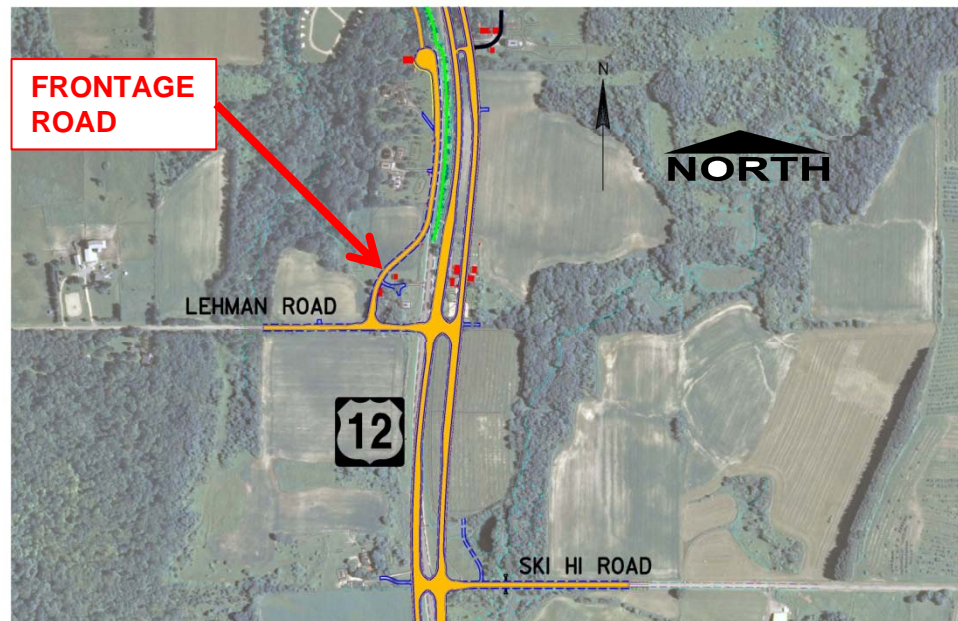 FRONTAGE
ROAD
N
NORTH
LEHMAN ROAD
12
SKI HI ROAD